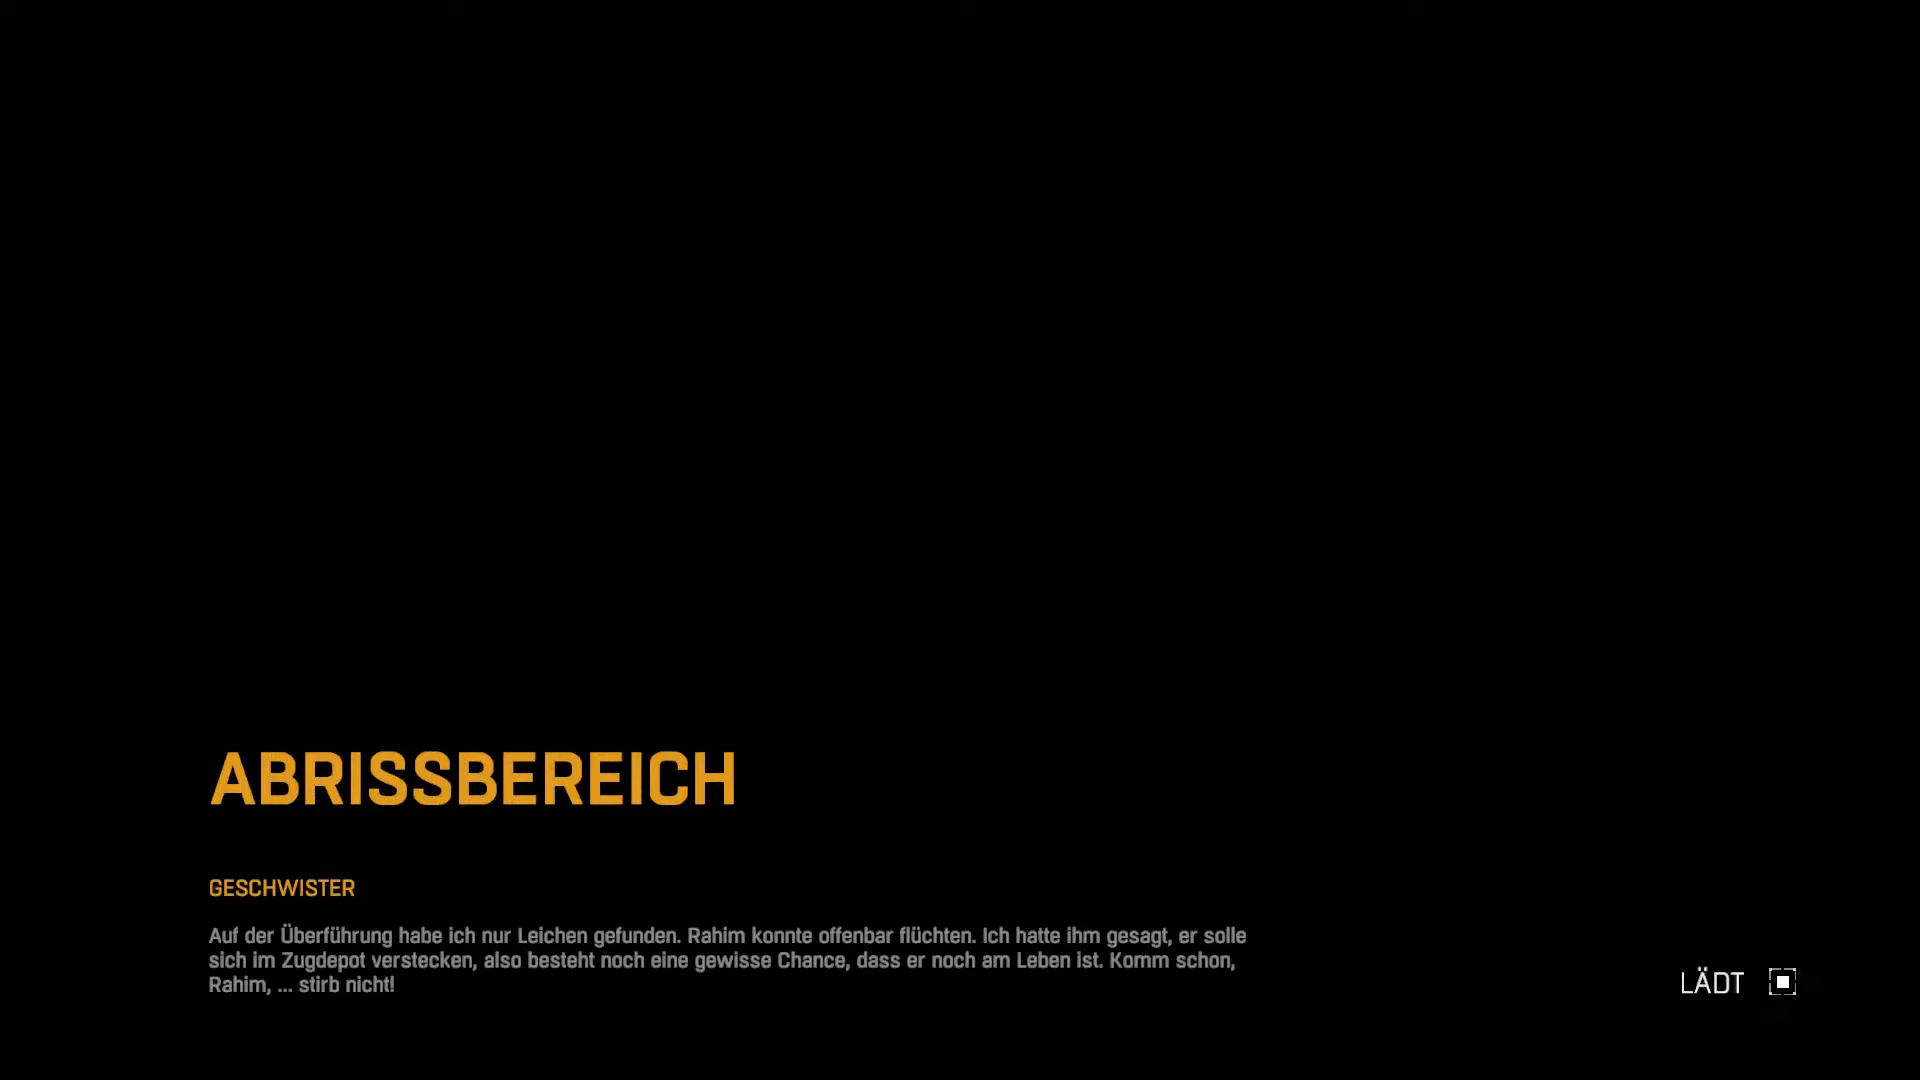 ABRISSBEREICH
GESCHWISTER
Auf der Überführung habe ich nur Leichen gefunden. Rahim konnte offenbar flüchten. Ich hatte ihm gesagt, er solle
sich im Zugdepot verstecken, also besteht noch eine gewisse Chance, dass er noch am Leben ist. Komm schon,
Rahim, ... stirb nicht!
LÄDT